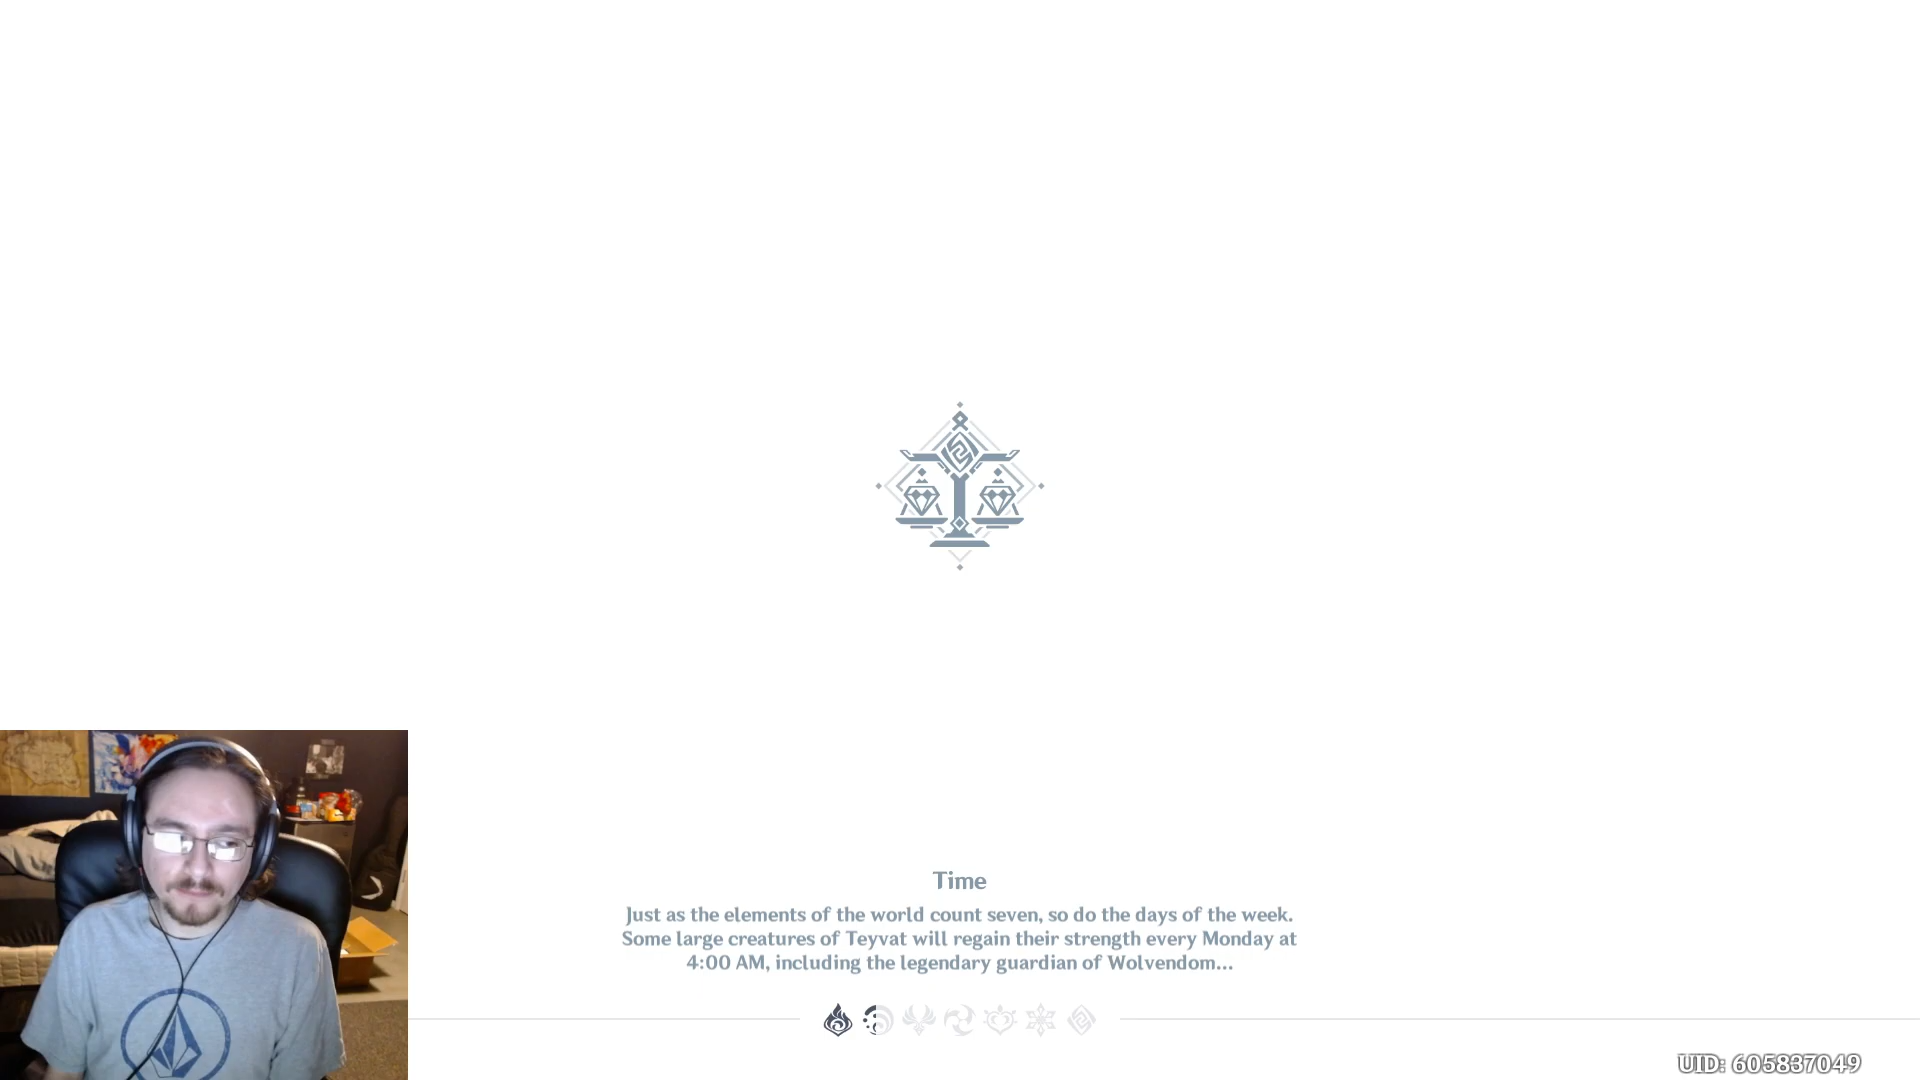 Time
Just as the elements of the world count seven, so do the days of the week.
Some large creatures of Teyvat will regain their strength every Monday at
4:00 AM, including the legendary guardian of Wolvendom...
UID: 605837049